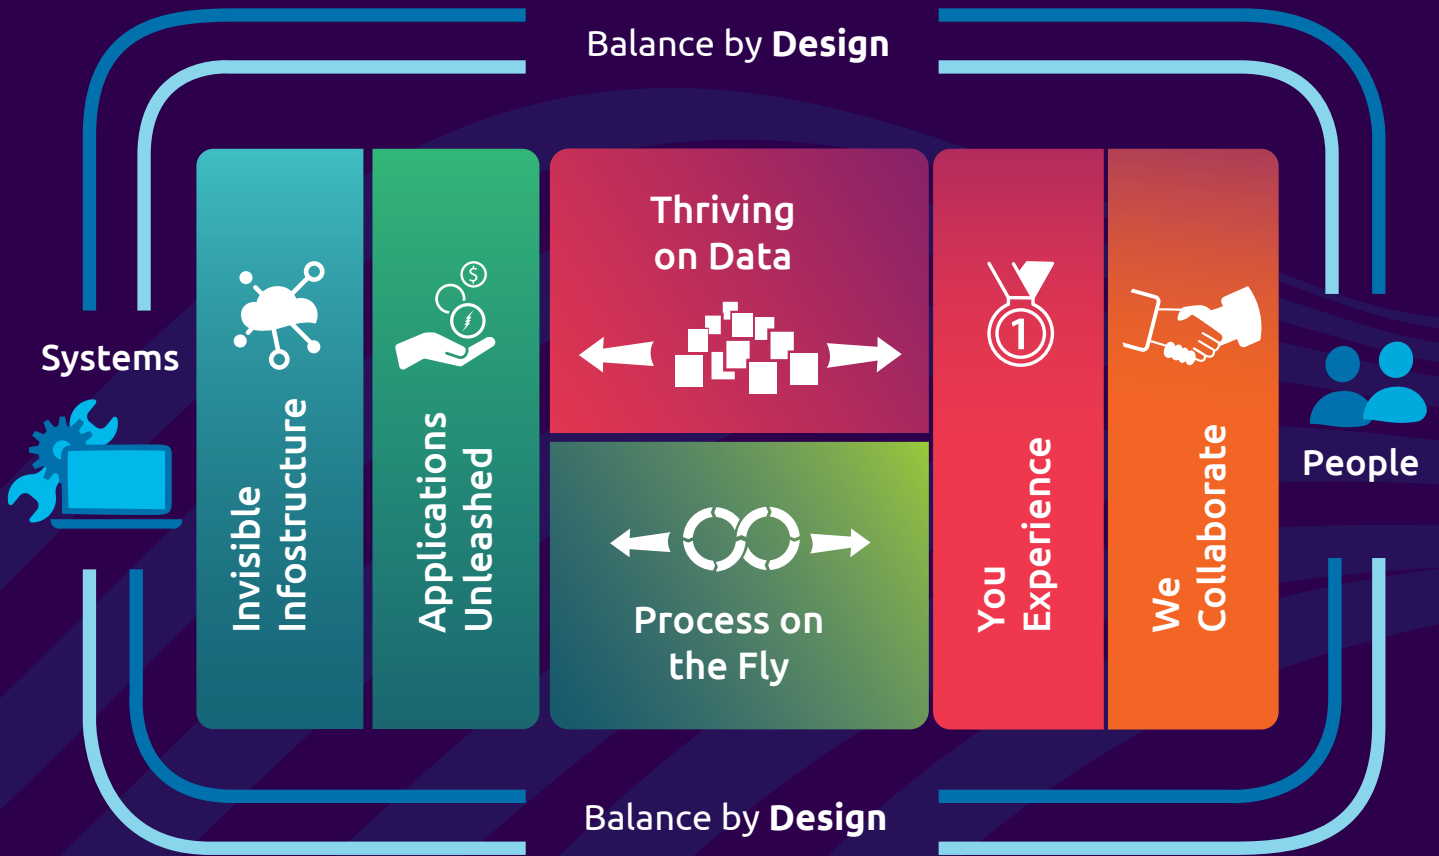 Balance by Design
Systems
Invisible
Infostructure
Applications
Unleashed
$
Thriving
on Data
Process on
the Fly
1
You
Experience
We
Collaborate
People
Balance by Design